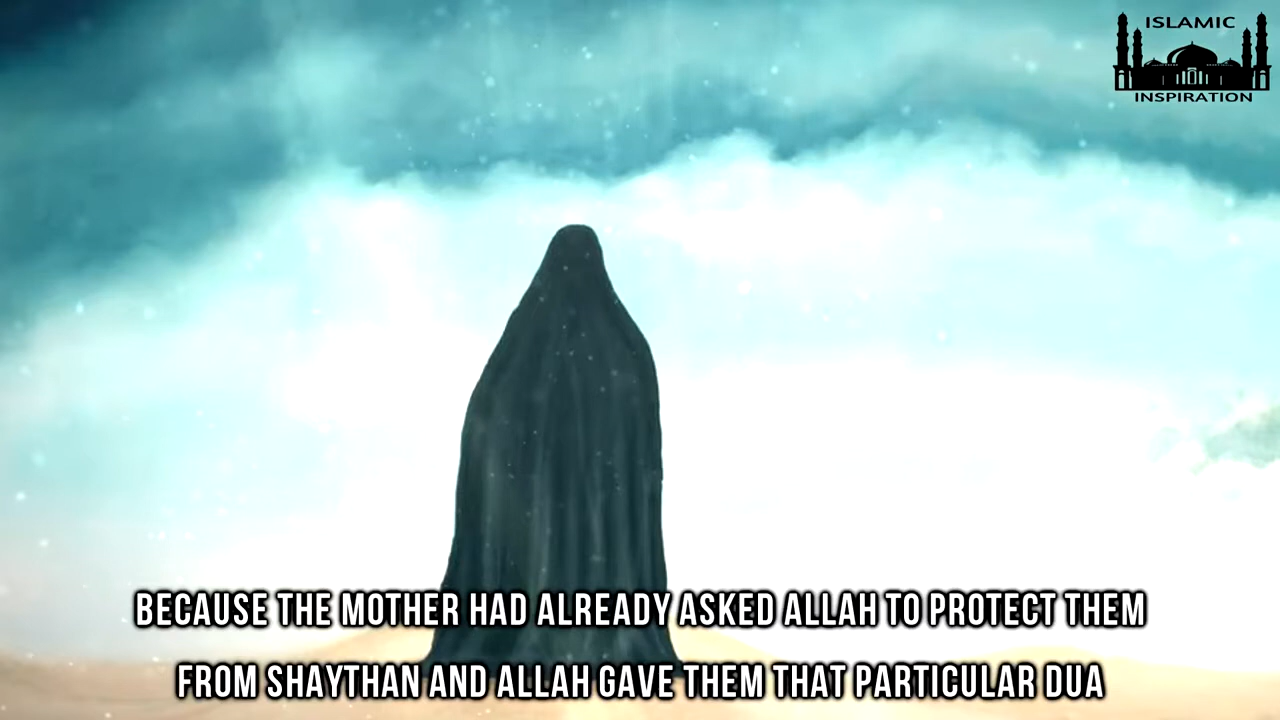 ISLAMIC
INSPIRATION
BECAUSE THE MOTHER HAD ALREADY ASKED ALLAH TO PROTECT THEM
FROM SHAYTHAN AND ALLAH GAVE THEM THAT PARTICULAR DUA